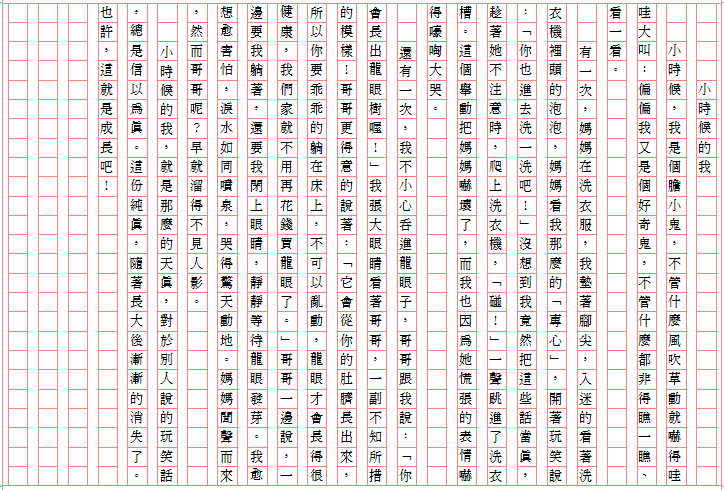 小時候的我
小時候，我是個膽小鬼，不管什麼風吹草動就嚇得哇
哇大叫；偏偏我又是個好奇鬼，不管什麼都非得瞧一瞧、
看一看。
有一次，媽媽在洗衣服，我墊著腳尖，入迷的看著洗
衣機裡頭的泡泡，媽媽看我那麼的「專心」，開著玩笑說
：「你也進去洗一洗吧！」沒想到我竟然把這些話當真，
趁著她不注意時，爬上洗衣機，「碰！」一聲跳進了洗衣
槽。這個舉動把媽媽嚇壞了，而我也因為她慌張的表情嚇
得嚎啕大哭。
還有一次，我不小心吞進龍眼子，哥哥跟我說：「你
會長出龍眼樹喔！」我張大眼睛看著哥哥，一副不知所措
的模樣！哥哥更得意的說著：「它會從你的肚臍長出來，
所以你要乖乖的躺在床上，不可以亂動，龍眼才會長得很
健康，我們家就不用再花錢買龍眼了。」哥哥一邊說，一
邊要我躺著，還要我閉上眼睛，靜靜等待龍眼發芽。我愈
想愈害怕，淚水如同噴泉，哭得驚天動地。媽媽聞聲而來
，然而哥哥呢？早就溜得不見人影。
小時候的我，就是那麼的天真，對於別人說的玩笑話
，總是信以為真。這份純真，隨著長大後漸漸的消失了。
也許，這就是成長吧！